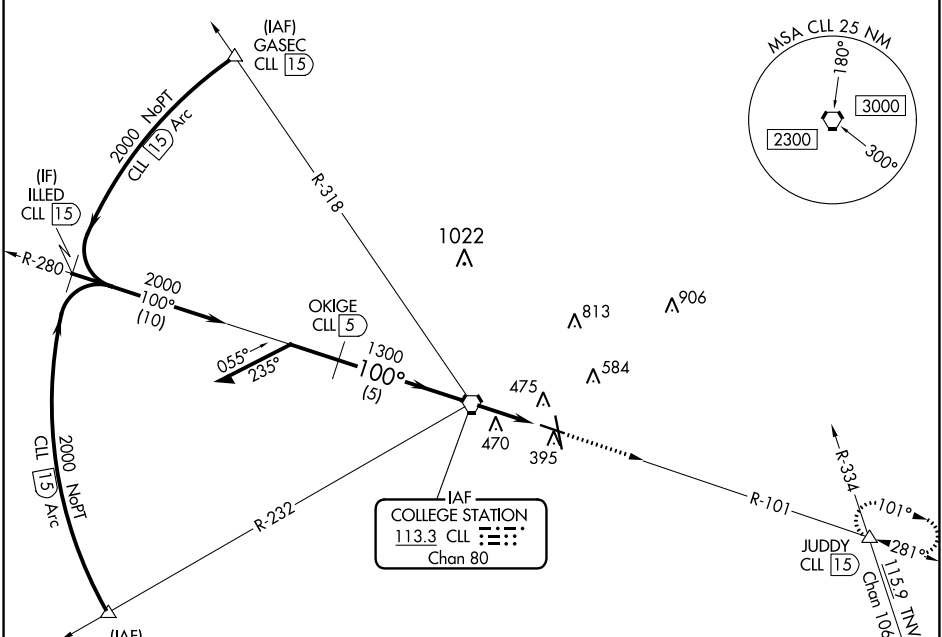 (IAF)
GASEC
CLL 15
MSA CLL 25 NM
180°
3000
2300
300°
2000 NoPT
CLL 15 Arc
(IF)
ILLED
CLL 15
R-318
1022
R-280
2000
100°
(10)
OKIGE
CLL 5
813
906
055°
235°
1300
100°
(5)
584
475
470
395
2000 NoPT
CLL 15 Arc
R-232
IAF
COLLEGE STATION
113.3 CLL
Chan 80
R-101
R-334
101°
281°
JUDDY
CLL 15
115.9 TNV
Chan 106
(IAF)